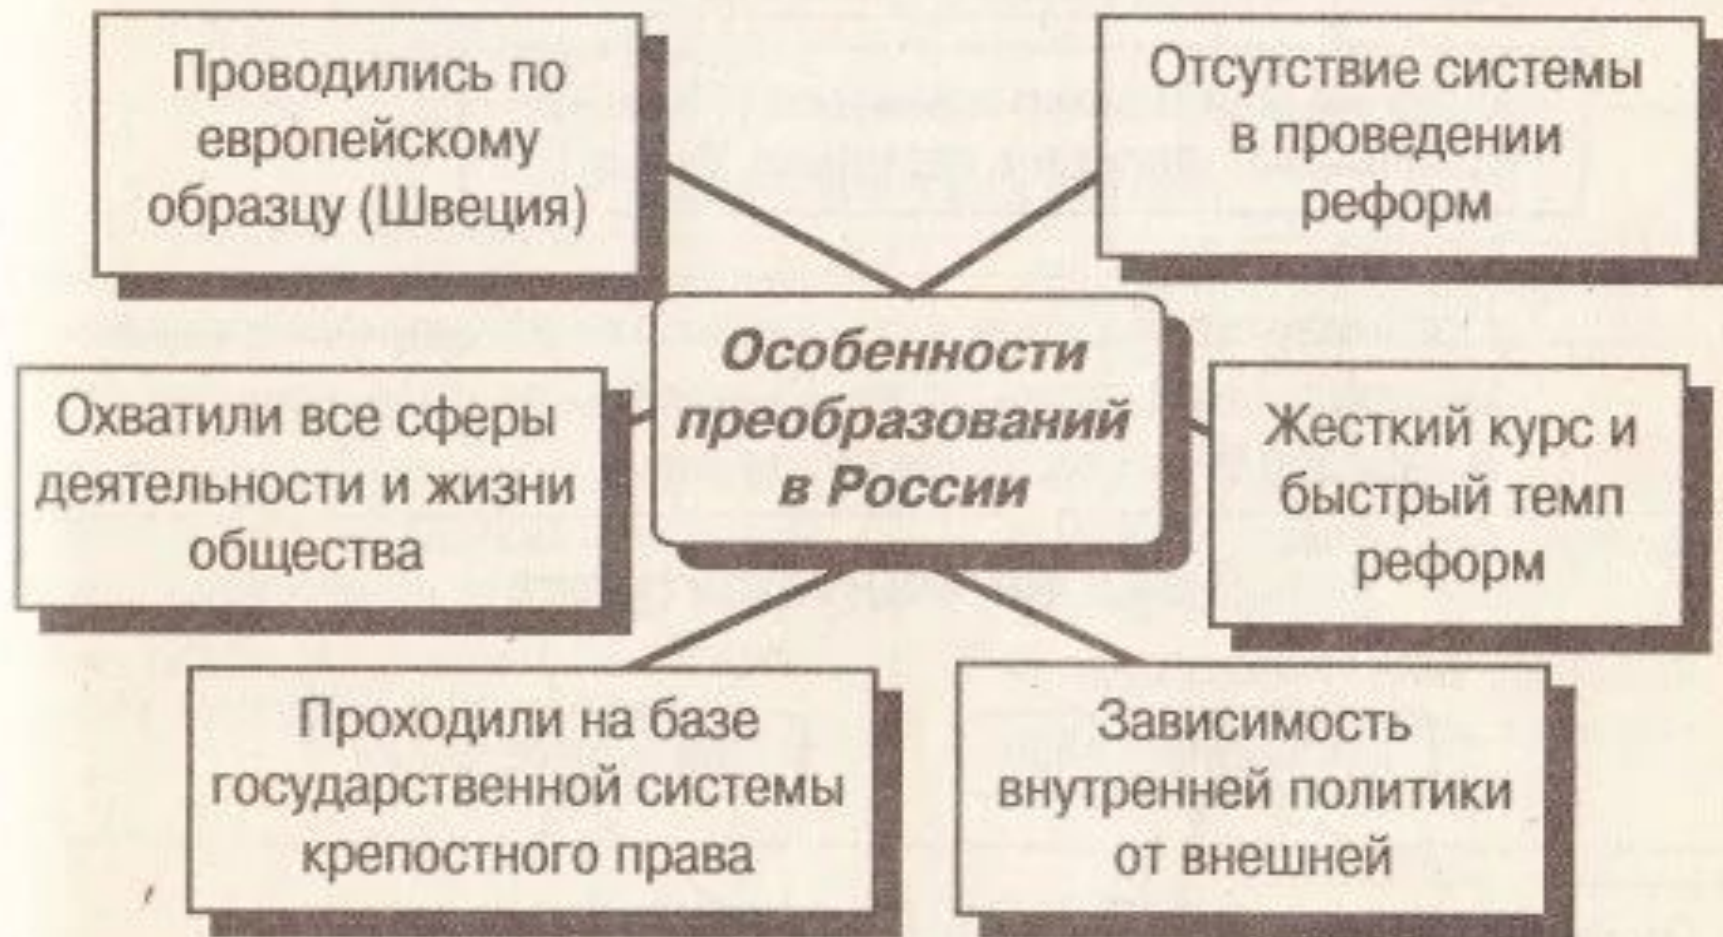 Проводились по
европейскому
образцу (Швеция)
Отсутствие системы
в проведении
реформ
Особенности
преобразований
в России
Охватили все сферы
деятельности и жизни
общества
Жесткий курс и
быстрый темп
реформ
Проходили на базе
государственной системы
крепостного права
Зависимость
внутренней политики
от внешней